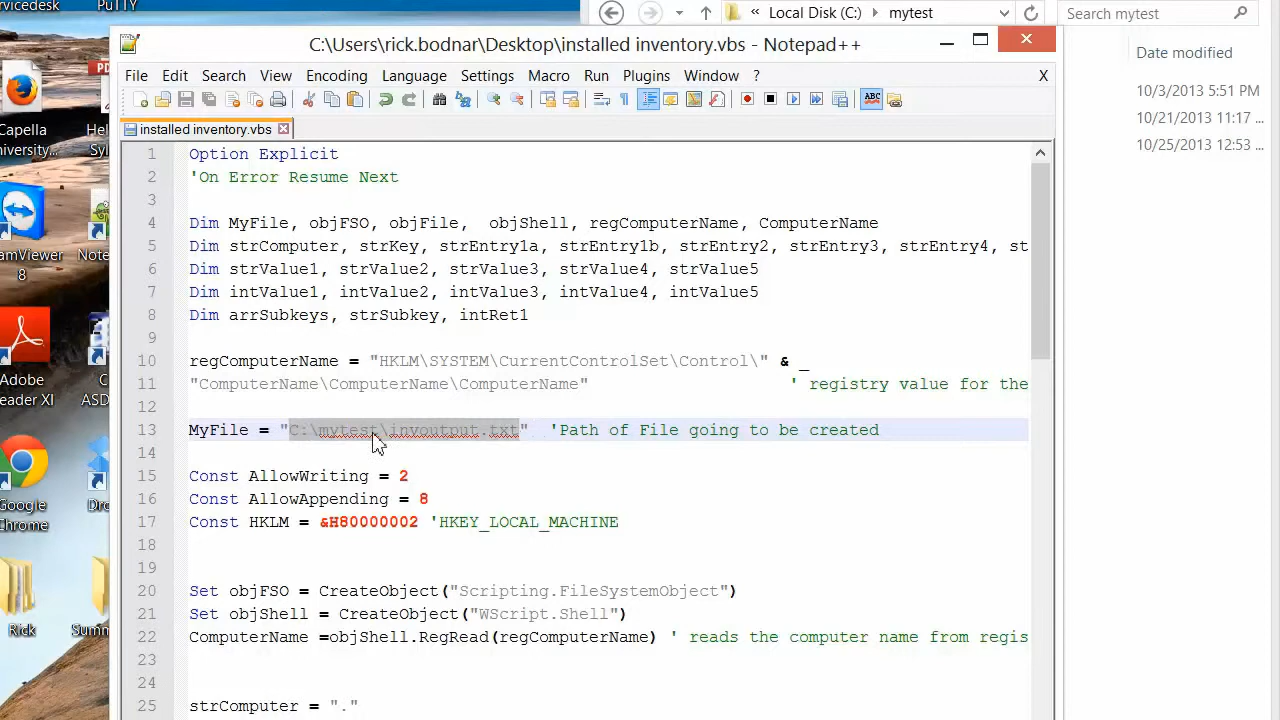 rvicedesk
PuTTY
Local Disk (C:)
mytest
Search mytest
C:\Users\rick.bodnar\Desktop\installed inventory.vbs - Notepad++
Date modified
File Edit Search View Encoding Language Settings Macro Run Plugins Window X
10/3/2013 5:51 PM
10/21/2013 11:17 ...
10/25/2013 12:53 ...
installed inventory.vbs
Capella
niversity...
Hel
Syl
1 Option Explicit
2 'On Error Resume Next
3
4 Dim MyFile, objFSO, objFile, objShell, regComputerName, ComputerName
5 Dim strComputer, strKey, strEntry1a, strEntry1b, strEntry2, strEntry3, strEntry4, st
6 Dim strValue1, strValue2, strValue3, strValue4, strValue5
7 Dim intValue1, intValue2, intValue3, intValue4, intValue5
8 Dim arrSubkeys, strSubkey, intRet1
9
10 regComputerName = "HKLM\SYSTEM\CurrentControlSet\Control\" & _
11 "ComputerName\ComputerName\ComputerName" ' registry value for the
12
13 MyFile = "C:\mytest\invoutput.txt" 'Path of File going to be created
14
15 Const AllowWriting = 2
16 Const AllowAppending = 8
17 Const HKLM = &H80000002 'HKEY_LOCAL_MACHINE
18
19
20 Set objFSO = CreateObject("Scripting.FileSystemObject")
21 Set objShell = CreateObject("WScript.Shell")
22 ComputerName =objShell.RegRead(regComputerName) ' reads the computer name from regis
23
24
25 strComputer = "."
amViewer
8
Note
Adobe
eader XI
C
ASD
Google
Chrome
Dro
Rick
Summ